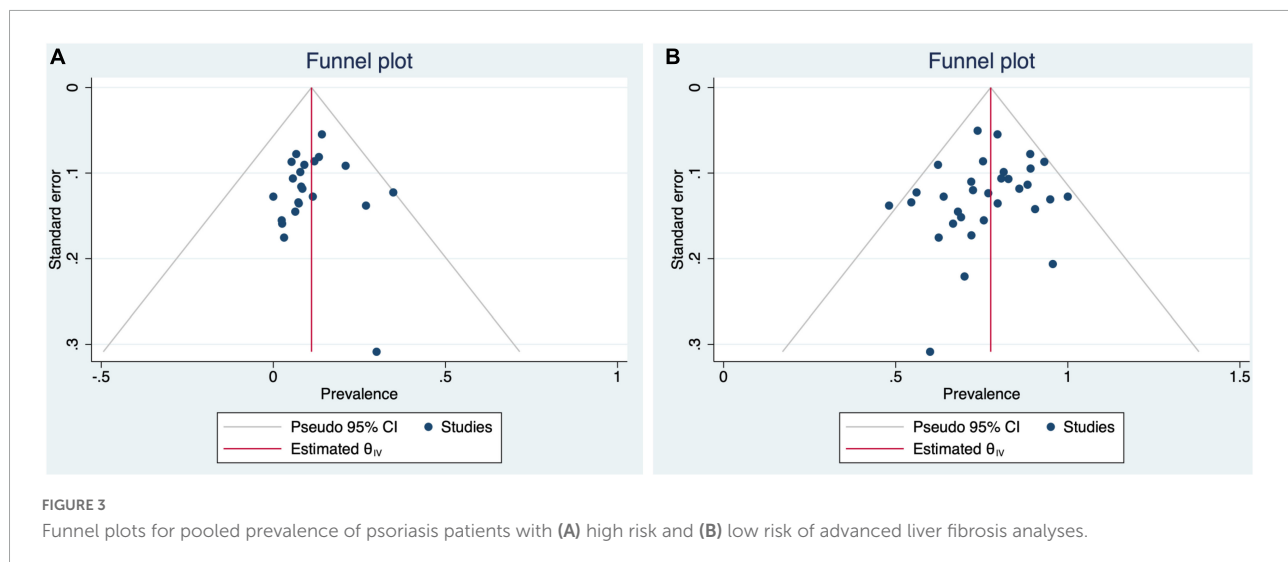 A
Funnel plot
0
.1
.2
.3
Standard error
-.5
0
.5
1
Prevalence
Pseudo 95% CI
Studies
Estimated θIV
B
Funnel plot
0
.1
.2
.3
Standard error
0
.5
1
1.5
Prevalence
Pseudo 95% CI
Studies
Estimated θIV
FIGURE 3
Funnel plots for pooled prevalence of psoriasis patients with (A) high risk and (B) low risk of advanced liver fibrosis analyses.